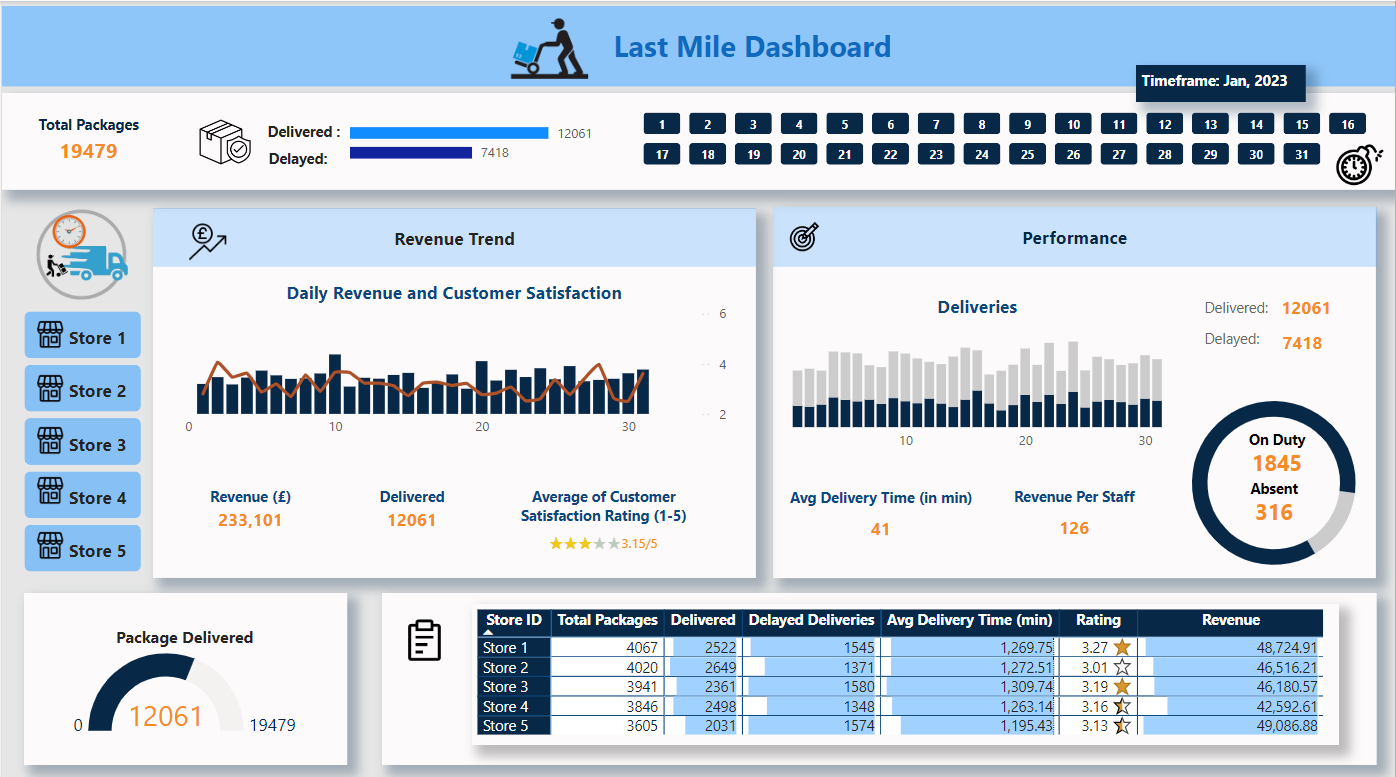 Last Mile Dashboard
Timeframe: Jan, 2023
Total Packages
19479
Delivered : 12061
Delayed: 7418
1 2 3 4 5 6 7 8 9 10 11 12 13 14 15 16
17 18 19 20 21 22 23 24 25 26 27 28 29 30 31
Store 1
Store 2
Store 3
Store 4
Store 5
£
Revenue Trend
Daily Revenue and Customer Satisfaction
6
4
2
0 10 20 30
Revenue (£)
233,101
Delivered
12061
Average of Customer
Satisfaction Rating (1-5)
3.15/5
Performance
Deliveries
10 20 30
Delivered: 12061
Delayed: 7418
Avg Delivery Time (in min)
41
Revenue Per Staff
126
On Duty
1845
Absent
316
Package Delivered
12061
0 19479
Store ID Total Packages Delivered Delayed Deliveries Avg Delivery Time (min) Rating Revenue
Store 1 4067 2522 1545 1,269.75 3.27 48,724.91
Store 2 4020 2649 1371 1,272.51 3.01 46,516.21
Store 3 3941 2361 1580 1,309.74 3.19 46,180.57
Store 4 3846 2498 1348 1,263.14 3.16 42,592.61
Store 5 3605 2031 1574 1,195.43 3.13 49,086.88